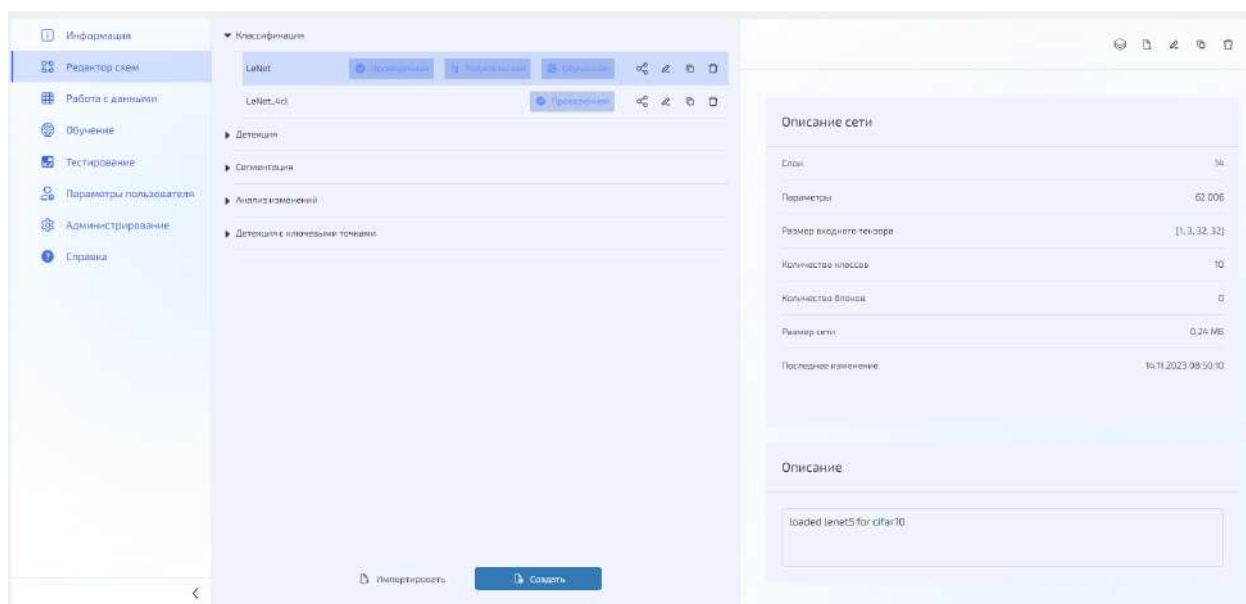 Информация
Редактор схем
Работа с данными
Обучение
Тестирование
Параметры пользователя
Администрирование
Справка
Классификация
LeNet
Проверенная
Обучение
LeNet_4cl
Проверенная
Детекция
Сегментация
Анализ изменений
Детекция с ключевыми точками
Импортировать
Создать
Описание сети
Слои 14
Параметры 62 006
Размер входного тензора [1, 3, 32, 32]
Количество классов 10
Количество блоков 0
Размер сети 0,24 МБ
Последнее изменение 14.11.2023 08:50:10
Описание
loaded lenet5 for cifar10